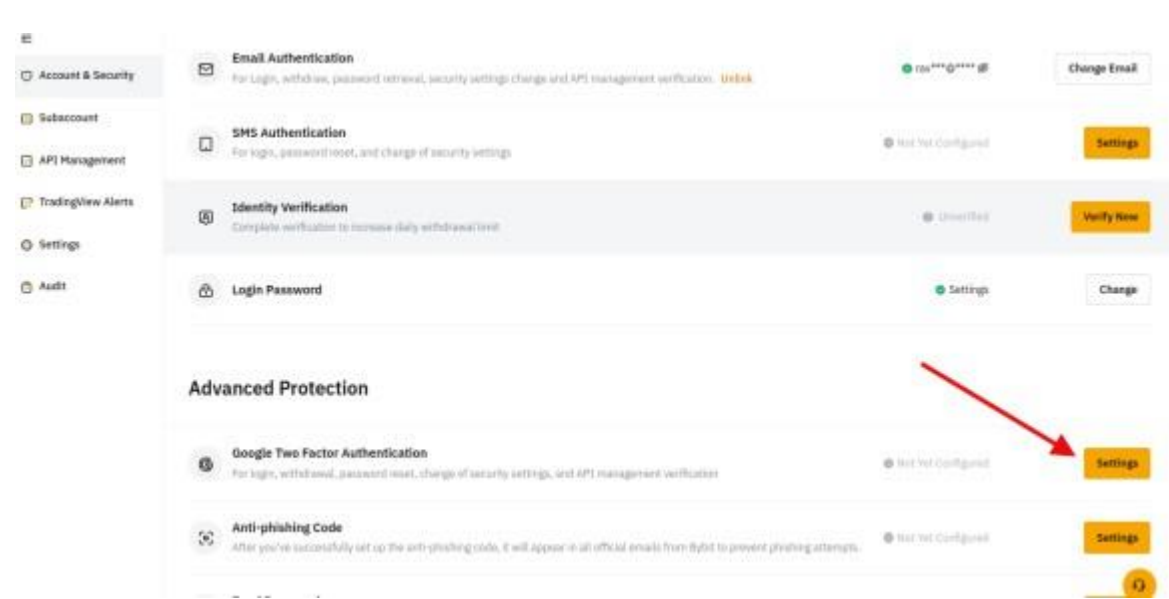 Account & Security
Subaccount
API Management
TradingView Alerts
Settings
Audit
Email Authentication
For Login, withdraw, password retrieval, security settings change and API management verification. Unlink
Change Email
SMS Authentication
For login, password reset, and change of security settings
Not Yet Configured
Settings
Identity Verification
Complete verification to increase daily withdrawal limit
Unverified
Verify Now
Login Password
Settings
Change
Advanced Protection
Google Two Factor Authentication
For login, withdrawal, password reset, change of security settings, and API management verification
Not Yet Configured
Settings
Anti-phishing Code
After you've successfully set up the anti-phishing code, it will appear in all official emails from Bybit to prevent phishing attempts.
Not Yet Configured
Settings